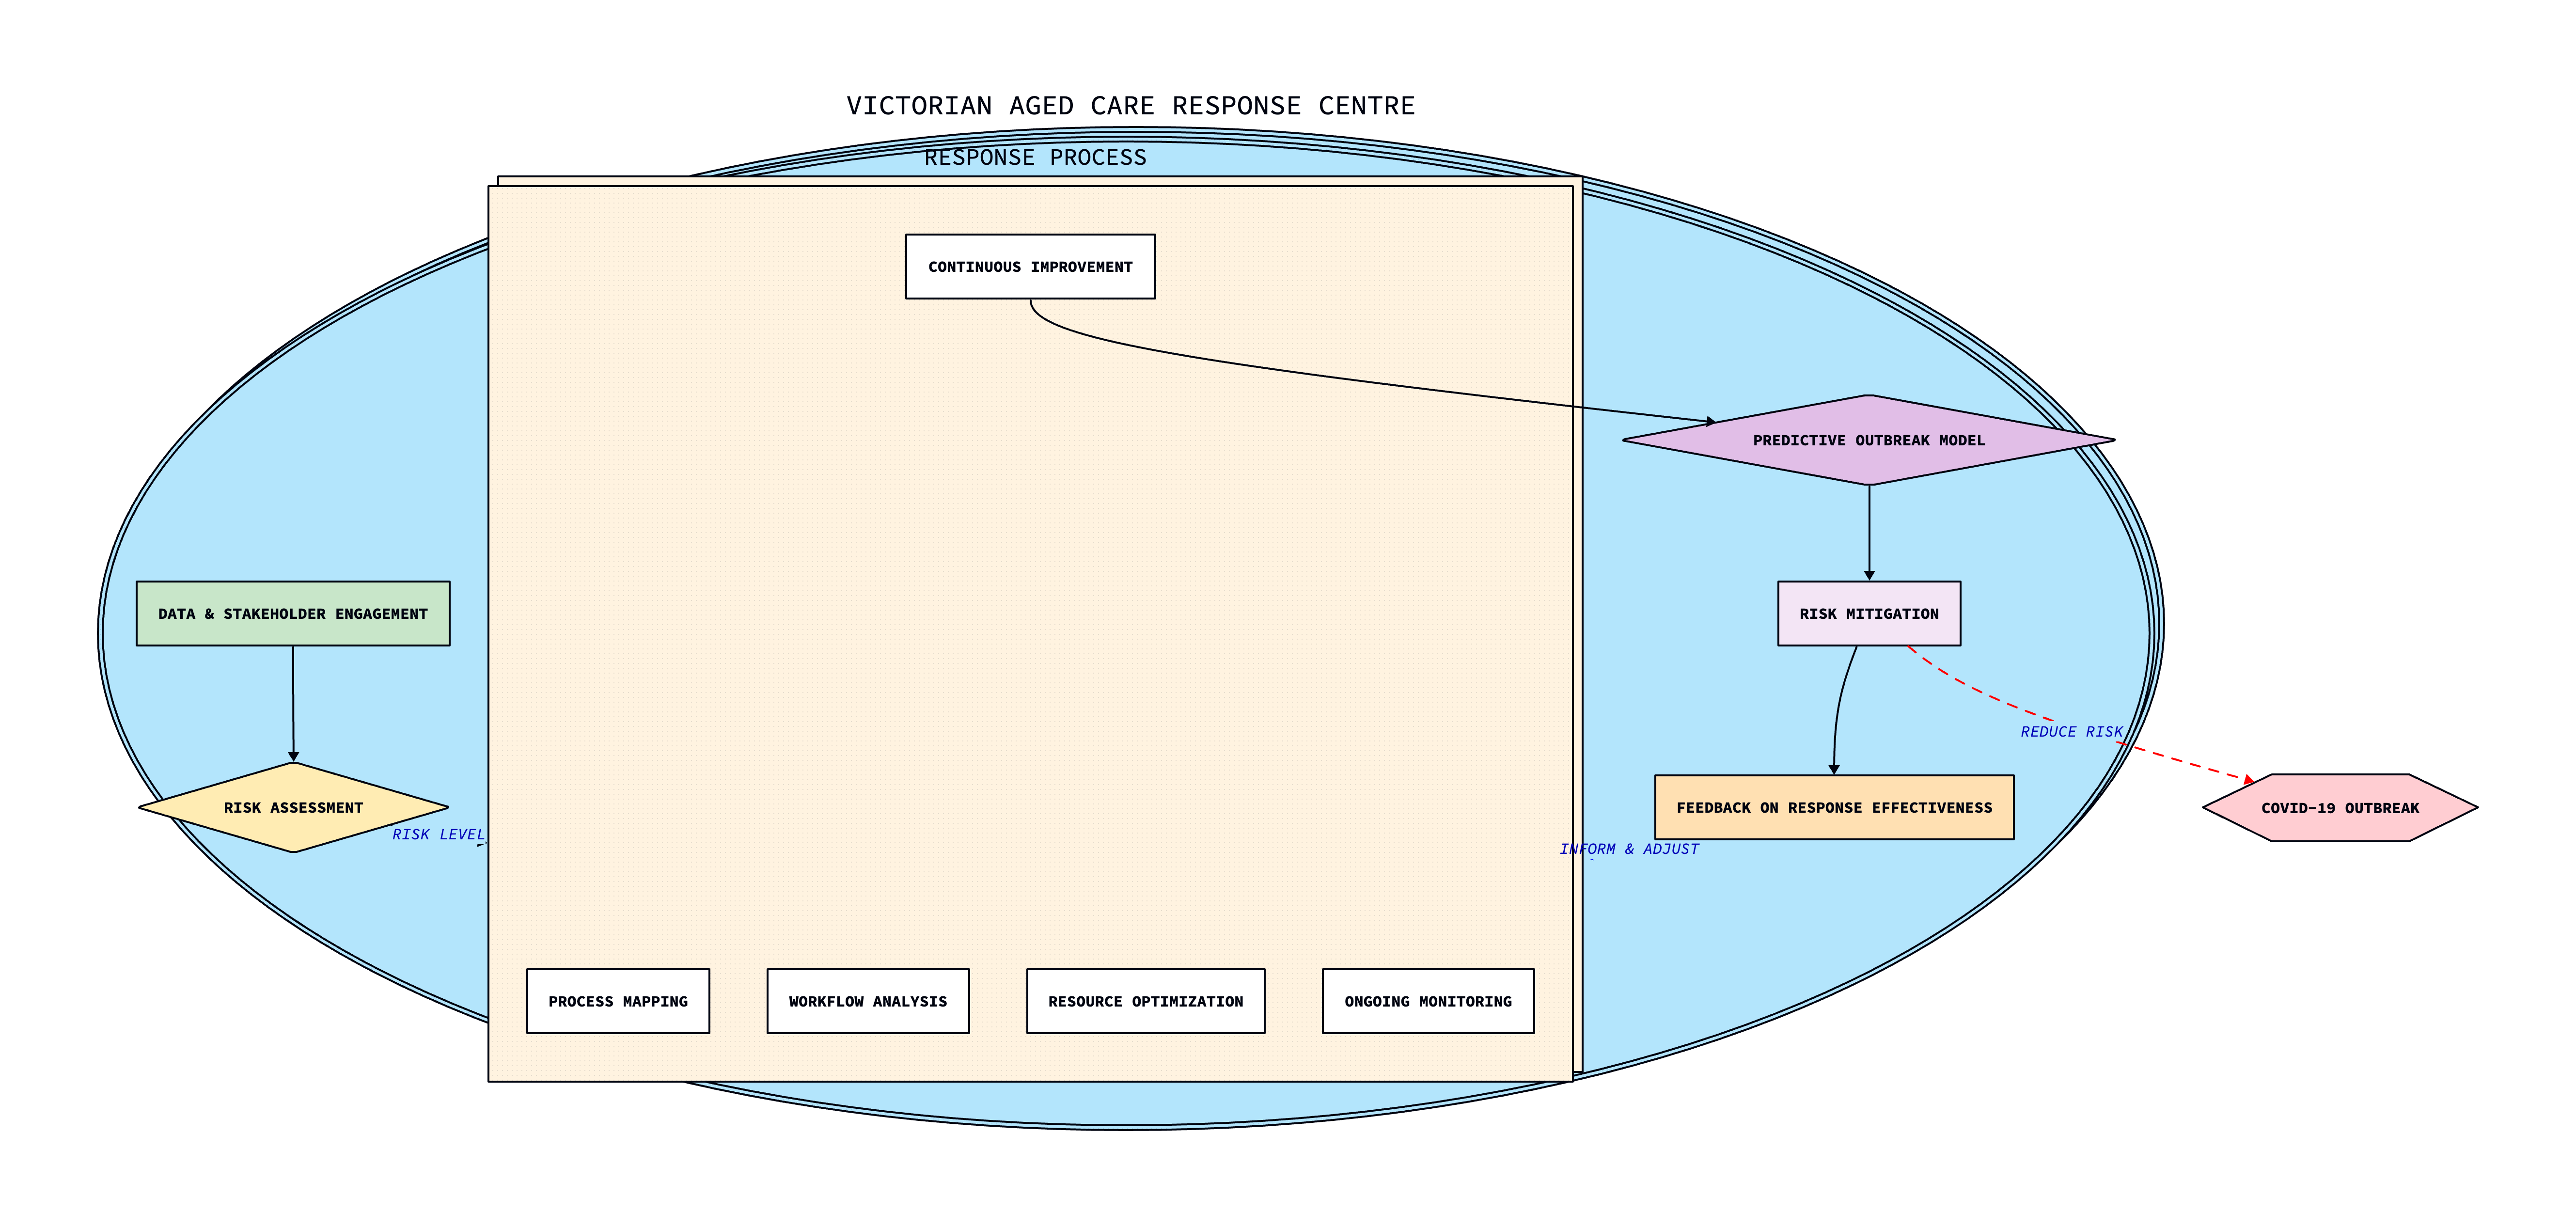 VICTORIAN AGED CARE RESPONSE CENTRE
RESPONSE PROCESS
CONTINUOUS IMPROVEMENT
PREDICTIVE OUTBREAK MODEL
DATA & STAKEHOLDER ENGAGEMENT
RISK MITIGATION
REDUCE RISK
RISK ASSESSMENT
FEEDBACK ON RESPONSE EFFECTIVENESS
COVID-19 OUTBREAK
RISK LEVEL
INFORM & ADJUST
PROCESS MAPPING
WORKFLOW ANALYSIS
RESOURCE OPTIMIZATION
ONGOING MONITORING